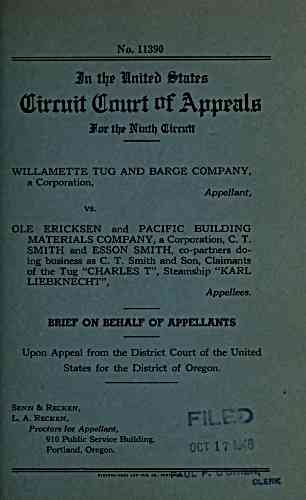 No. 11390
In the United States
Circuit Court of Appeals
For the Ninth Circuit
WILLAMETTE TUG AND BARGE COMPANY,
a Corporation,
Appellant,
vs.
OLE ERICKSEN and PACIFIC BUILDING
MATERIALS COMPANY, a Corporation, C. T.
SMITH and ESSON SMITH, co-partners do-
ing business as C. T. Smith and Son, Claimants
of the Tug "CHARLES T", Steamship "KARL
LIEBKNECHT",
Appellees.
BRIEF ON BEHALF OF APPELLANTS
Upon Appeal from the District Court of the United
States for the District of Oregon.
SENN & RECKEN,
L. A. RECKEN,
Proctors for Appellant,
910 Public Service Building,
Portland, Oregon.
FILED
OCT 17
PAUL P.
CLERK